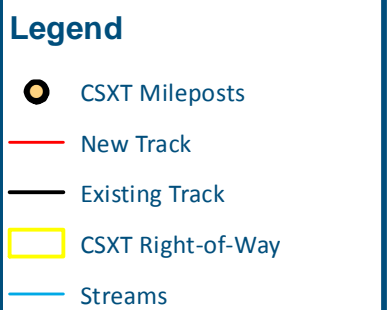 Legend
CSXT Mileposts
New Track
Existing Track
CSXT Right-of-Way
Streams